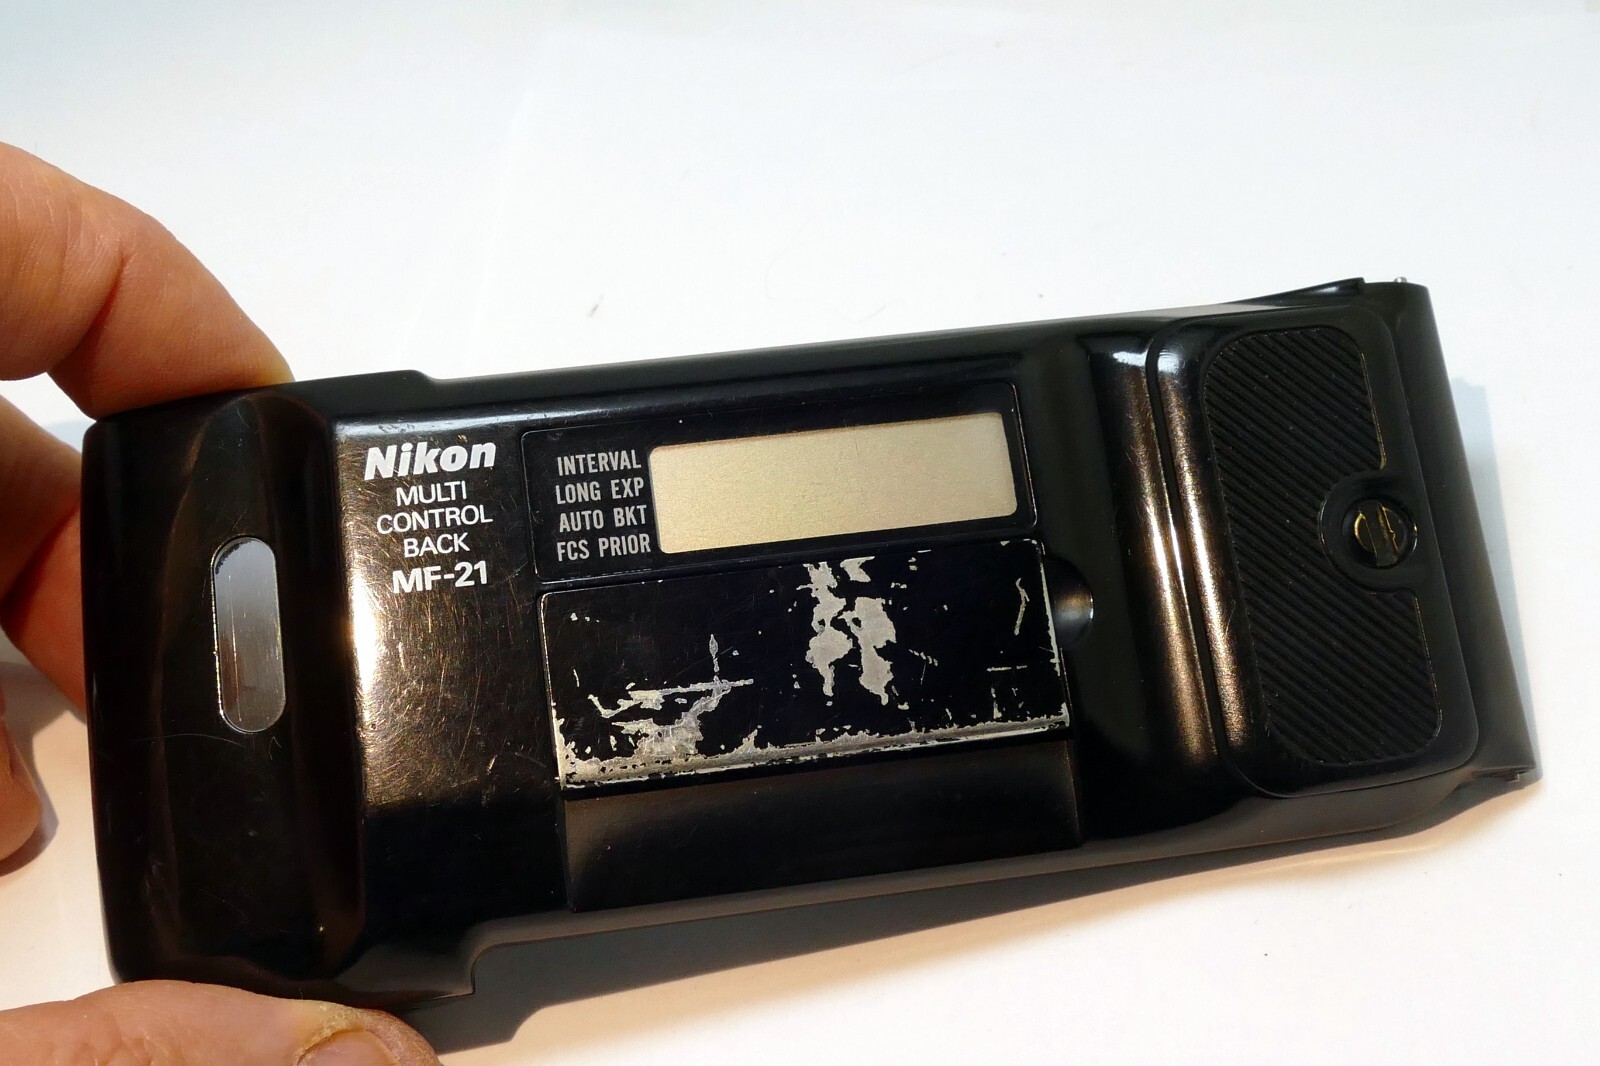 Nikon
MULTI
CONTROL
BACK
MF-21
INTERVAL
LONG EXP
AUTO BKT
FCS PRIOR